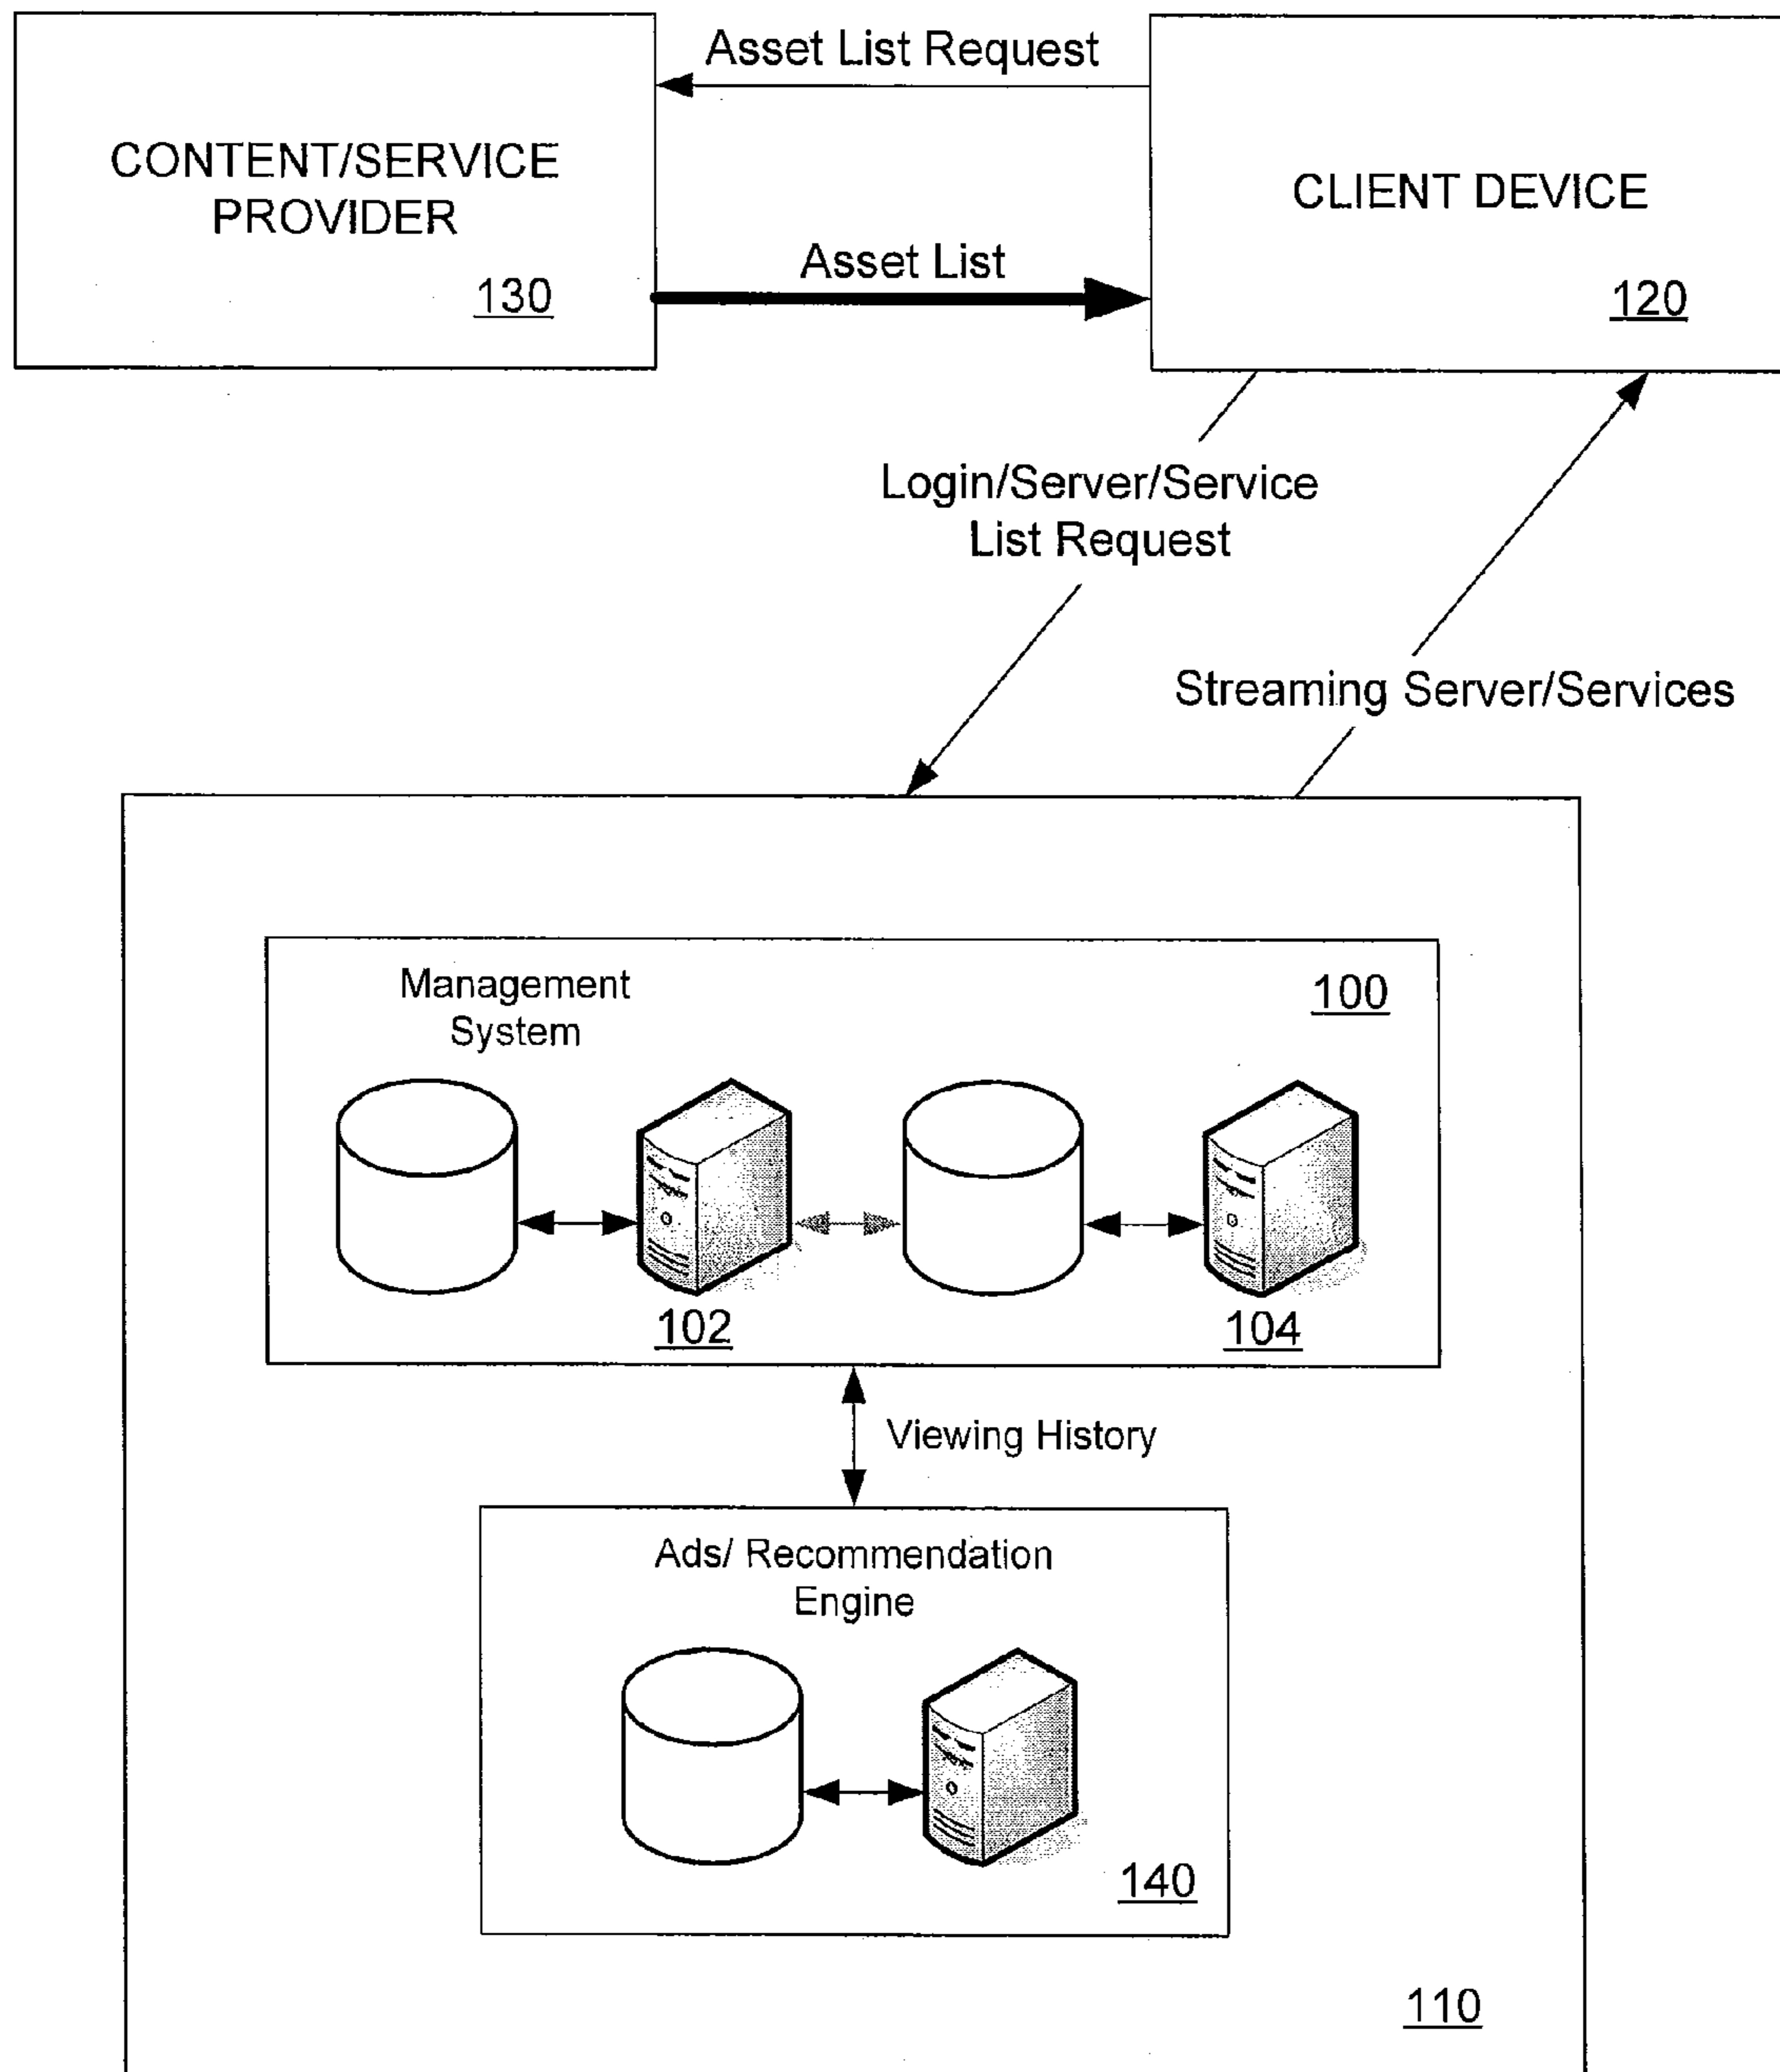 Asset List Request
CONTENT/SERVICE
PROVIDER
130
CLIENT DEVICE
120
Asset List
Login/Server/Service
List Request
Streaming Server/Services
Management
System
100
102
104
Viewing History
Ads/ Recommendation
Engine
140
110